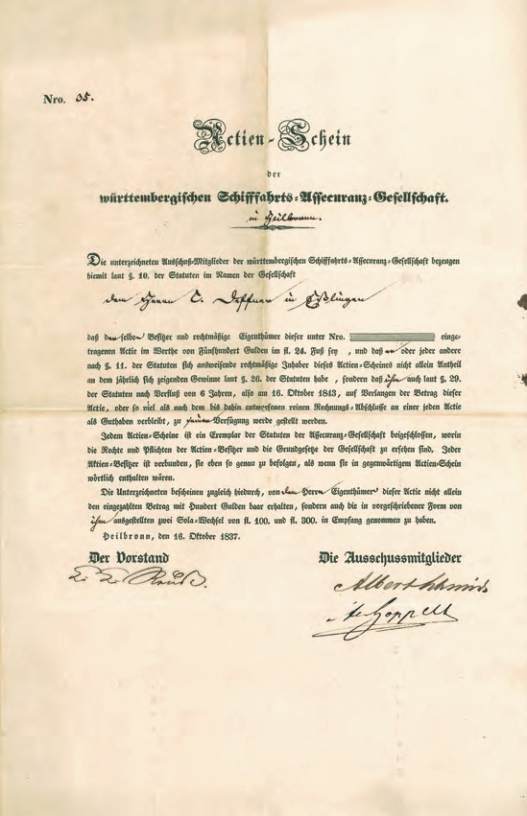 Nro. 35.
Actien-Schein
der
württembergischen Schifffahrts-Assecuranz-Gesellschaft.
in Heilbronn.
Die unterzeichneten Ausschuß-Mitglieder der württembergischen Schifffahrts-Assecuranz-Gesellschaft bezeugen
hiemit laut §. 10. der Statuten im Namen der Gesellschaft
dem Herrn C. Deffner in Eßlingen
daß derselbe Besitzer und rechtmäßige Eigenthümer dieser unter Nro. einge-
tragenen Actie im Werthe von Fünfhundert Gulden im fl. 24. Fuß sey, und daß er oder jeder andere
nach §. 11. der Statuten sich ausweisende rechtmäßige Inhaber dieses Actien-Scheines nicht allein Antheil
an dem jährlich sich zeigenden Gewinne laut §. 26. der Statuten habe, sondern daß ihm auch laut §. 29.
der Statuten nach Verfluß von 6 Jahren, also am 16. Oktober 1843, auf Verlangen der Betrag dieser
Actie, oder so viel als nach dem bis dahin entworfenen reinen Rechnungs-Abschlusse an einer jeden Actie
als Guthaben verbleibt, zu seiner Verfügung werde gestellt werden.
Jedem Actien-Scheine ist ein Exemplar der Statuten der Assecuranz-Gesellschaft beigeschlossen, worin
die Rechte und Pflichten der Actien-Besitzer und die Grundgesetze der Gesellschaft zu ersehen sind. Jeder
Aktien-Besitzer ist verbunden, sie eben so genau zu befolgen, als wenn sie in gegenwärtigem Actien-Schein
wörtlich enthalten wären.
Die Unterzeichneten bescheinen zugleich hiedurch, von dem Herrn Eigenthümer dieser Actie nicht allein
den eingezahlten Betrag mit Hundert Gulden baar erhalten, sondern auch die in vorgeschriebener Form von
ihm ausgestellten zwei Sola-Wechsel von fl. 100. und fl. 300. in Empfang genommen zu haben.
Heilbronn, den 16. Oktober 1837.
Der Vorstand
Die Ausschussmitglieder
Goppelt